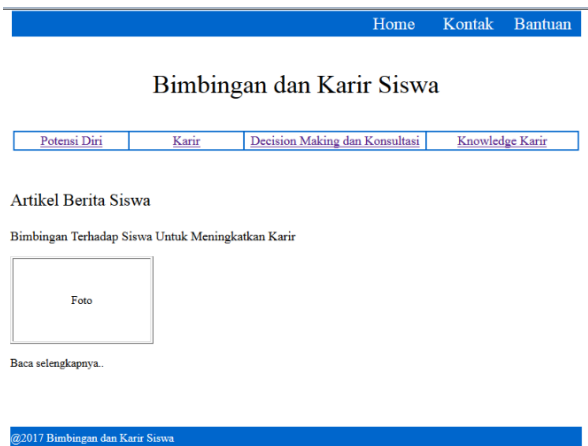 Home Kontak Bantuan
Bimbingan dan Karir Siswa
Potensi Diri Karir Decision Making dan Konsultasi Knowledge Karir
Artikel Berita Siswa
Bimbingan Terhadap Siswa Untuk Meningkatkan Karir
Foto
Baca selengkapnya..
@2017 Bimbingan dan Karir Siswa